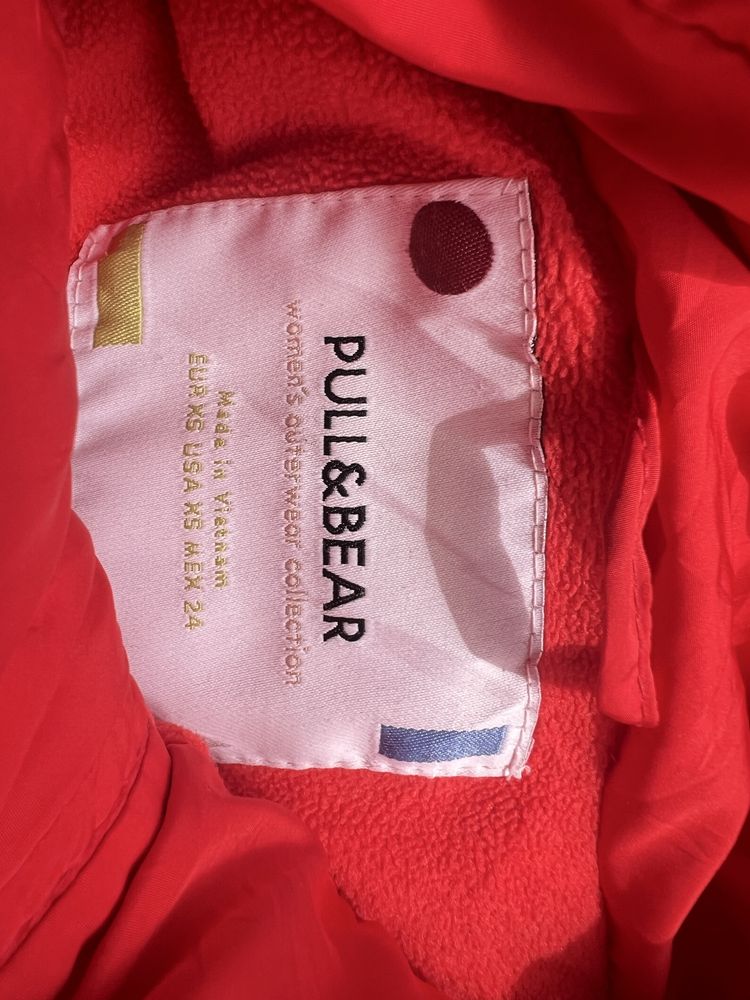 PULL&BEAR
women's outerwear collection
Made in Vietnam
EUR XS USA XS MEX 24